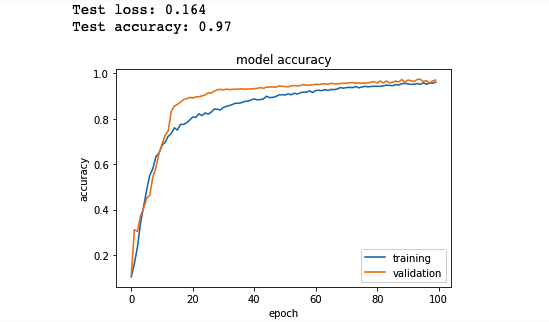 Test loss: 0.164
Test accuracy: 0.97
model accuracy
1.0
0.8
0.6
0.4
0.2
accuracy
0 20 40 60 80 100
epoch
training
validation